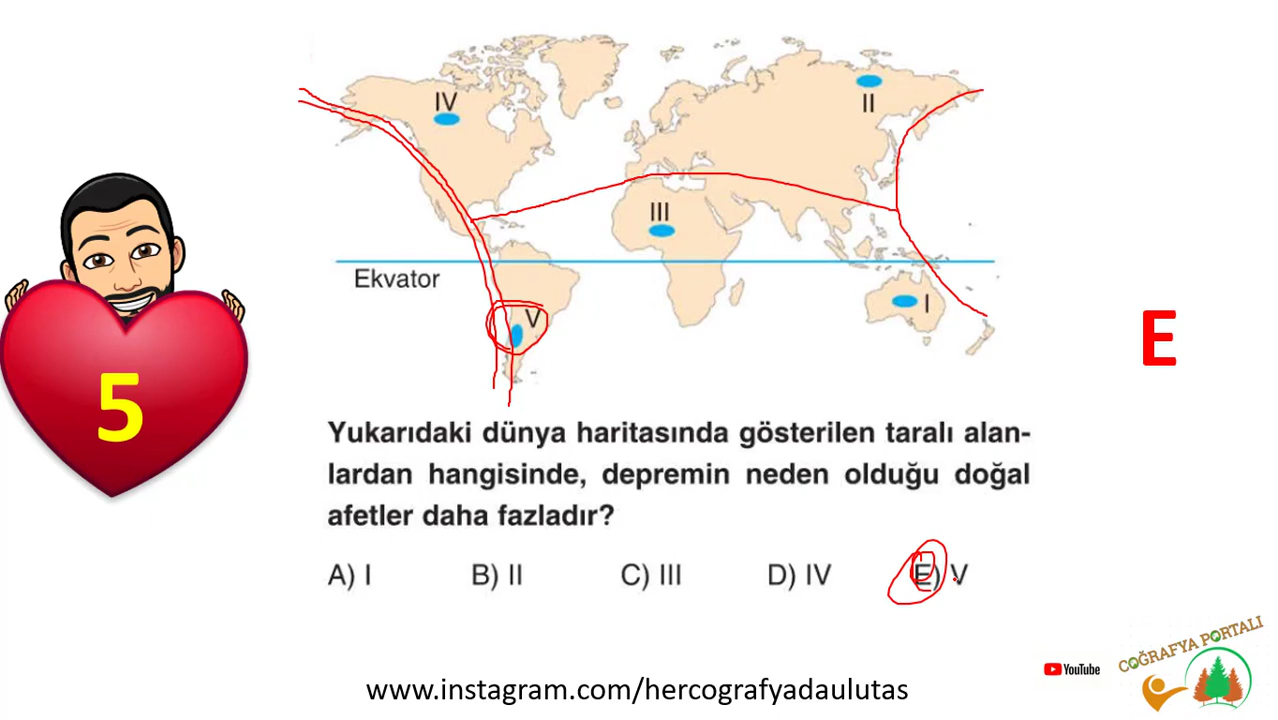 IV
II
III
Ekvator
I
V
E
5
Yukarıdaki dünya haritasında gösterilen taralı alan-
lardan hangisinde, depremin neden olduğu doğal
afetler daha fazladır?
A) I B) II C) III D) IV E) V
COĞRAFYA PORTALI
YouTube
www.instagram.com/hercografyadaulutas